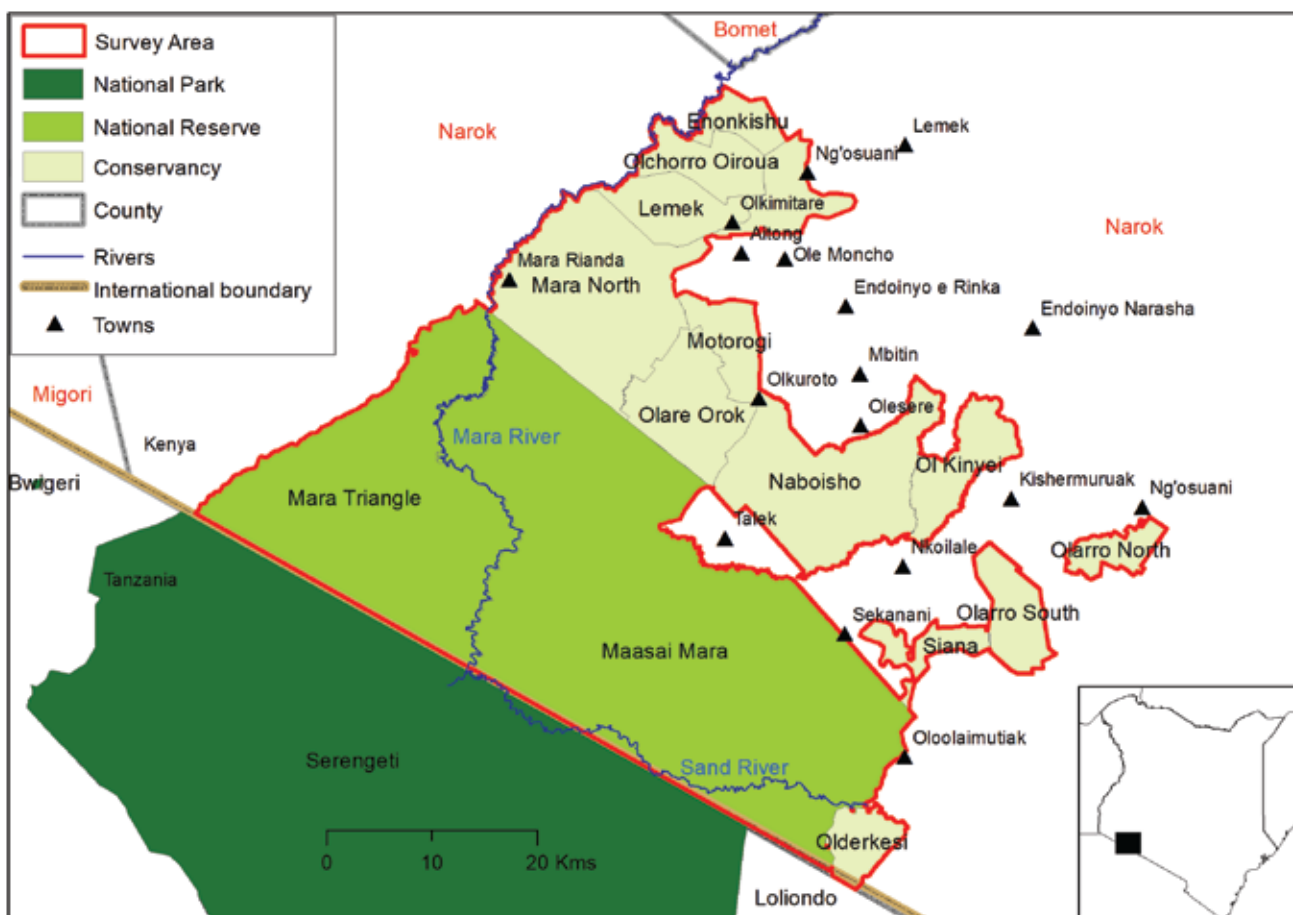 Survey Area
National Park
National Reserve
Conservancy
County
Rivers
International boundary
Towns
Bomet
Narok
Enonkishu
Lemek
Ng'osuani
Olchorro Oiroua
Lemek
Olkimitare
Narok
Aitong
Ole Moncho
Mara Rianda
Mara North
Endoinyo e Rinka
Endoinyo Narasha
Motorogi
Mbitin
Migori
Olkuroto
Olare Orok
Olesere
Kenya
Mara River
Bwigeri
Mara Triangle
Naboisho
Ol Kinyei
Kishermuruak
Ng'osuani
Talek
Olarro North
Nkoilale
Tanzania
Olarro South
Sekanani
Siana
Maasai Mara
Serengeti
Sand River
Oloolaimutiak
Olderkesi
0 10 20 Kms
Loliondo